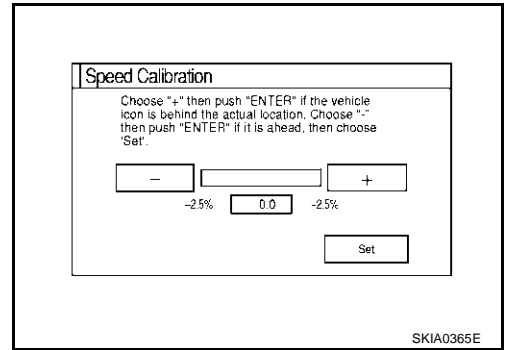 Speed Calibration
Choose "+" then push "ENTER" if the vehicle
icon is behind the actual location. Choose "-"
then push "ENTER" if it is ahead, then choose
'Set'.
− +
−2.5% 0.0 −2.5%
Set
SKIA0365E